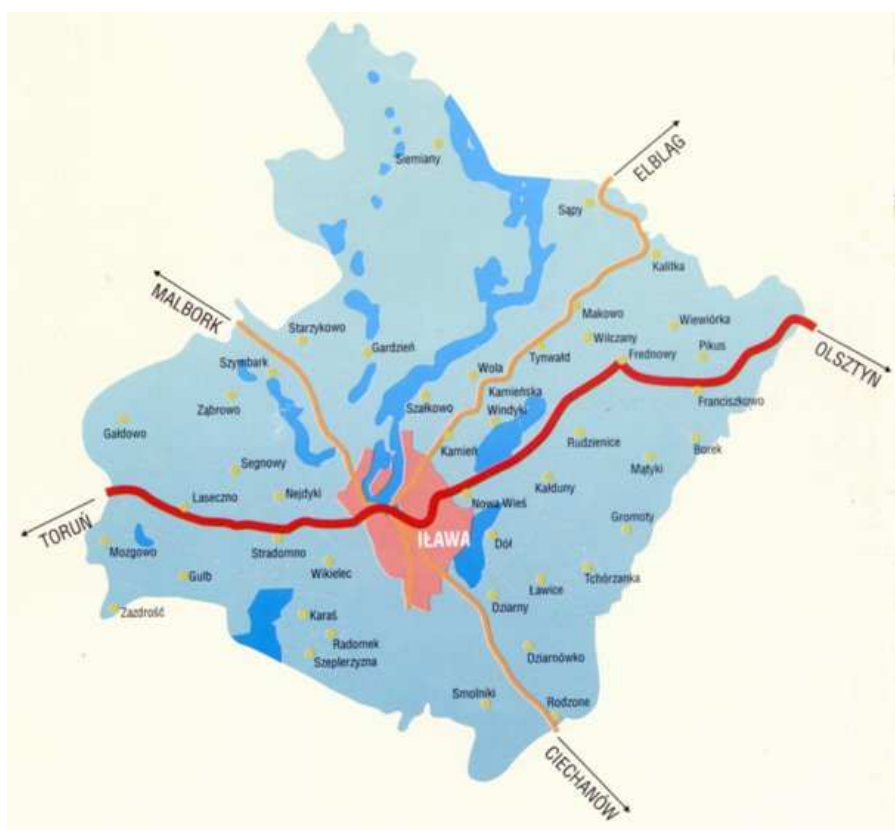 ELBLĄG
Siemiany
Sąpy
Kalitka
MALBORK
Makowo
Wiewiórka
Starzykowo
Wilczany
OLSZTYN
Gardzień
Tynwałd
Frednowy
Pikus
Szymbark
Wola
Kamieńska
Franciszkowo
Ząbrowo
Szałkowo
Windyki
Gałdowo
Kamień
Rudzienice
Borek
Segnowy
Mątyki
Kałduny
Laseczno
Nejdyki
Nowa Wieś
Gromoty
TORUŃ
IŁAWA
Stradomno
Dół
Mozgowo
Wikielec
Gulb
Tchórzanka
Ławice
Zazdrość
Dziarny
Karaś
Radomek
Dziarnówko
Szeplerzyzna
Smolniki
Rodzone
CIECHANÓW